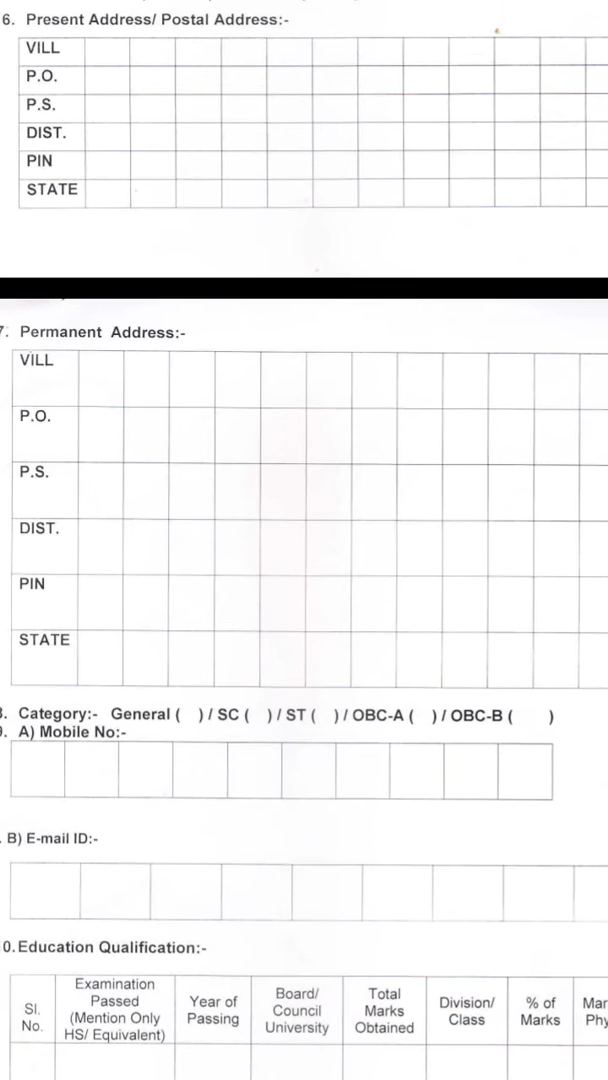 6. Present Address/ Postal Address:-
VILL
P.O.
P.S.
DIST.
PIN
STATE
7. Permanent Address:-
VILL
P.O.
P.S.
DIST.
PIN
STATE
. Category:- General ( ) / SC ( ) / ST ( ) / OBC-A ( ) / OBC-B ( )
. A) Mobile No:-
. B) E-mail ID:-
0. Education Qualification:-
Sl. No.
Examination Passed (Mention Only HS/ Equivalent)
Year of Passing
Board/ Council University
Total Marks Obtained
Division/ Class
% of Marks
Mar
Phy